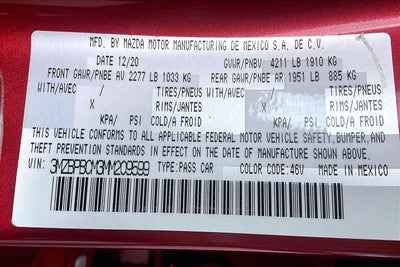 MFD. BY MAZDA MOTOR MANUFACTURING DE MEXICO S.A. DE C.V.
DATE 12/20 GVWR/PNBV 4211 LB 1910 KG
FRONT GAWR/PNBE AV 2277 LB 1033 KG REAR GAWR/PNBE AR 1951 LB 885 KG
WITH/AVEC / TIRES/PNEUS WITH/AVEC TIRES/PNEUS
X RIMS/JANTES X RIMS/JANTES
KPA/ PSI COLD/A FROID KPA/ PSI COLD/A FROID
THIS VEHICLE CONFORMS TO ALL APPLICABLE FEDERAL MOTOR VEHICLE SAFETY, BUMPER, AND
THEFT PREVENTION STANDARDS IN EFFECT ON THE DATE OF MANUFACTURE SHOWN ABOVE.
VIN: 3MZBPBCM3MM209599 TYPE: PASS CAR COLOR CODE: 46V MADE IN MEXICO